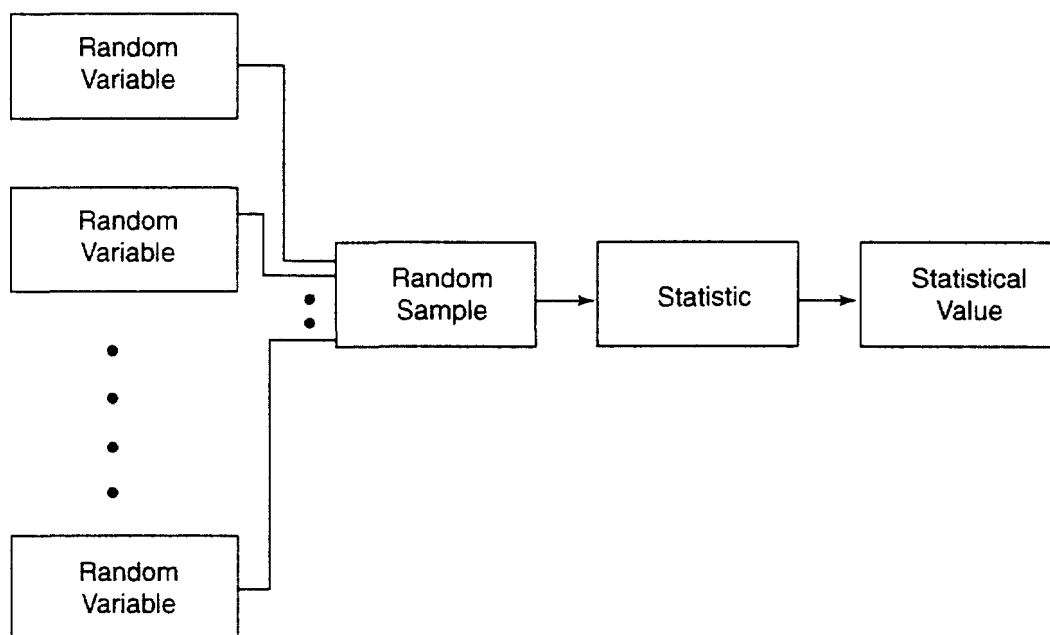 Random
Variable
Random
Variable
Random
Sample
Statistic
Statistical
Value
Random
Variable